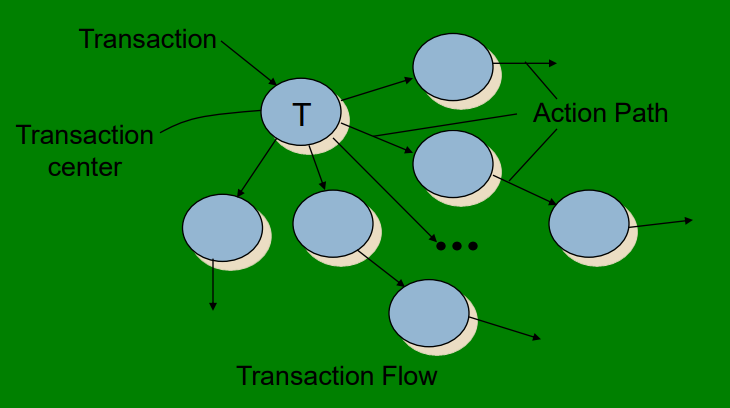 Transaction
T
Action Path
Transaction
center
Transaction Flow